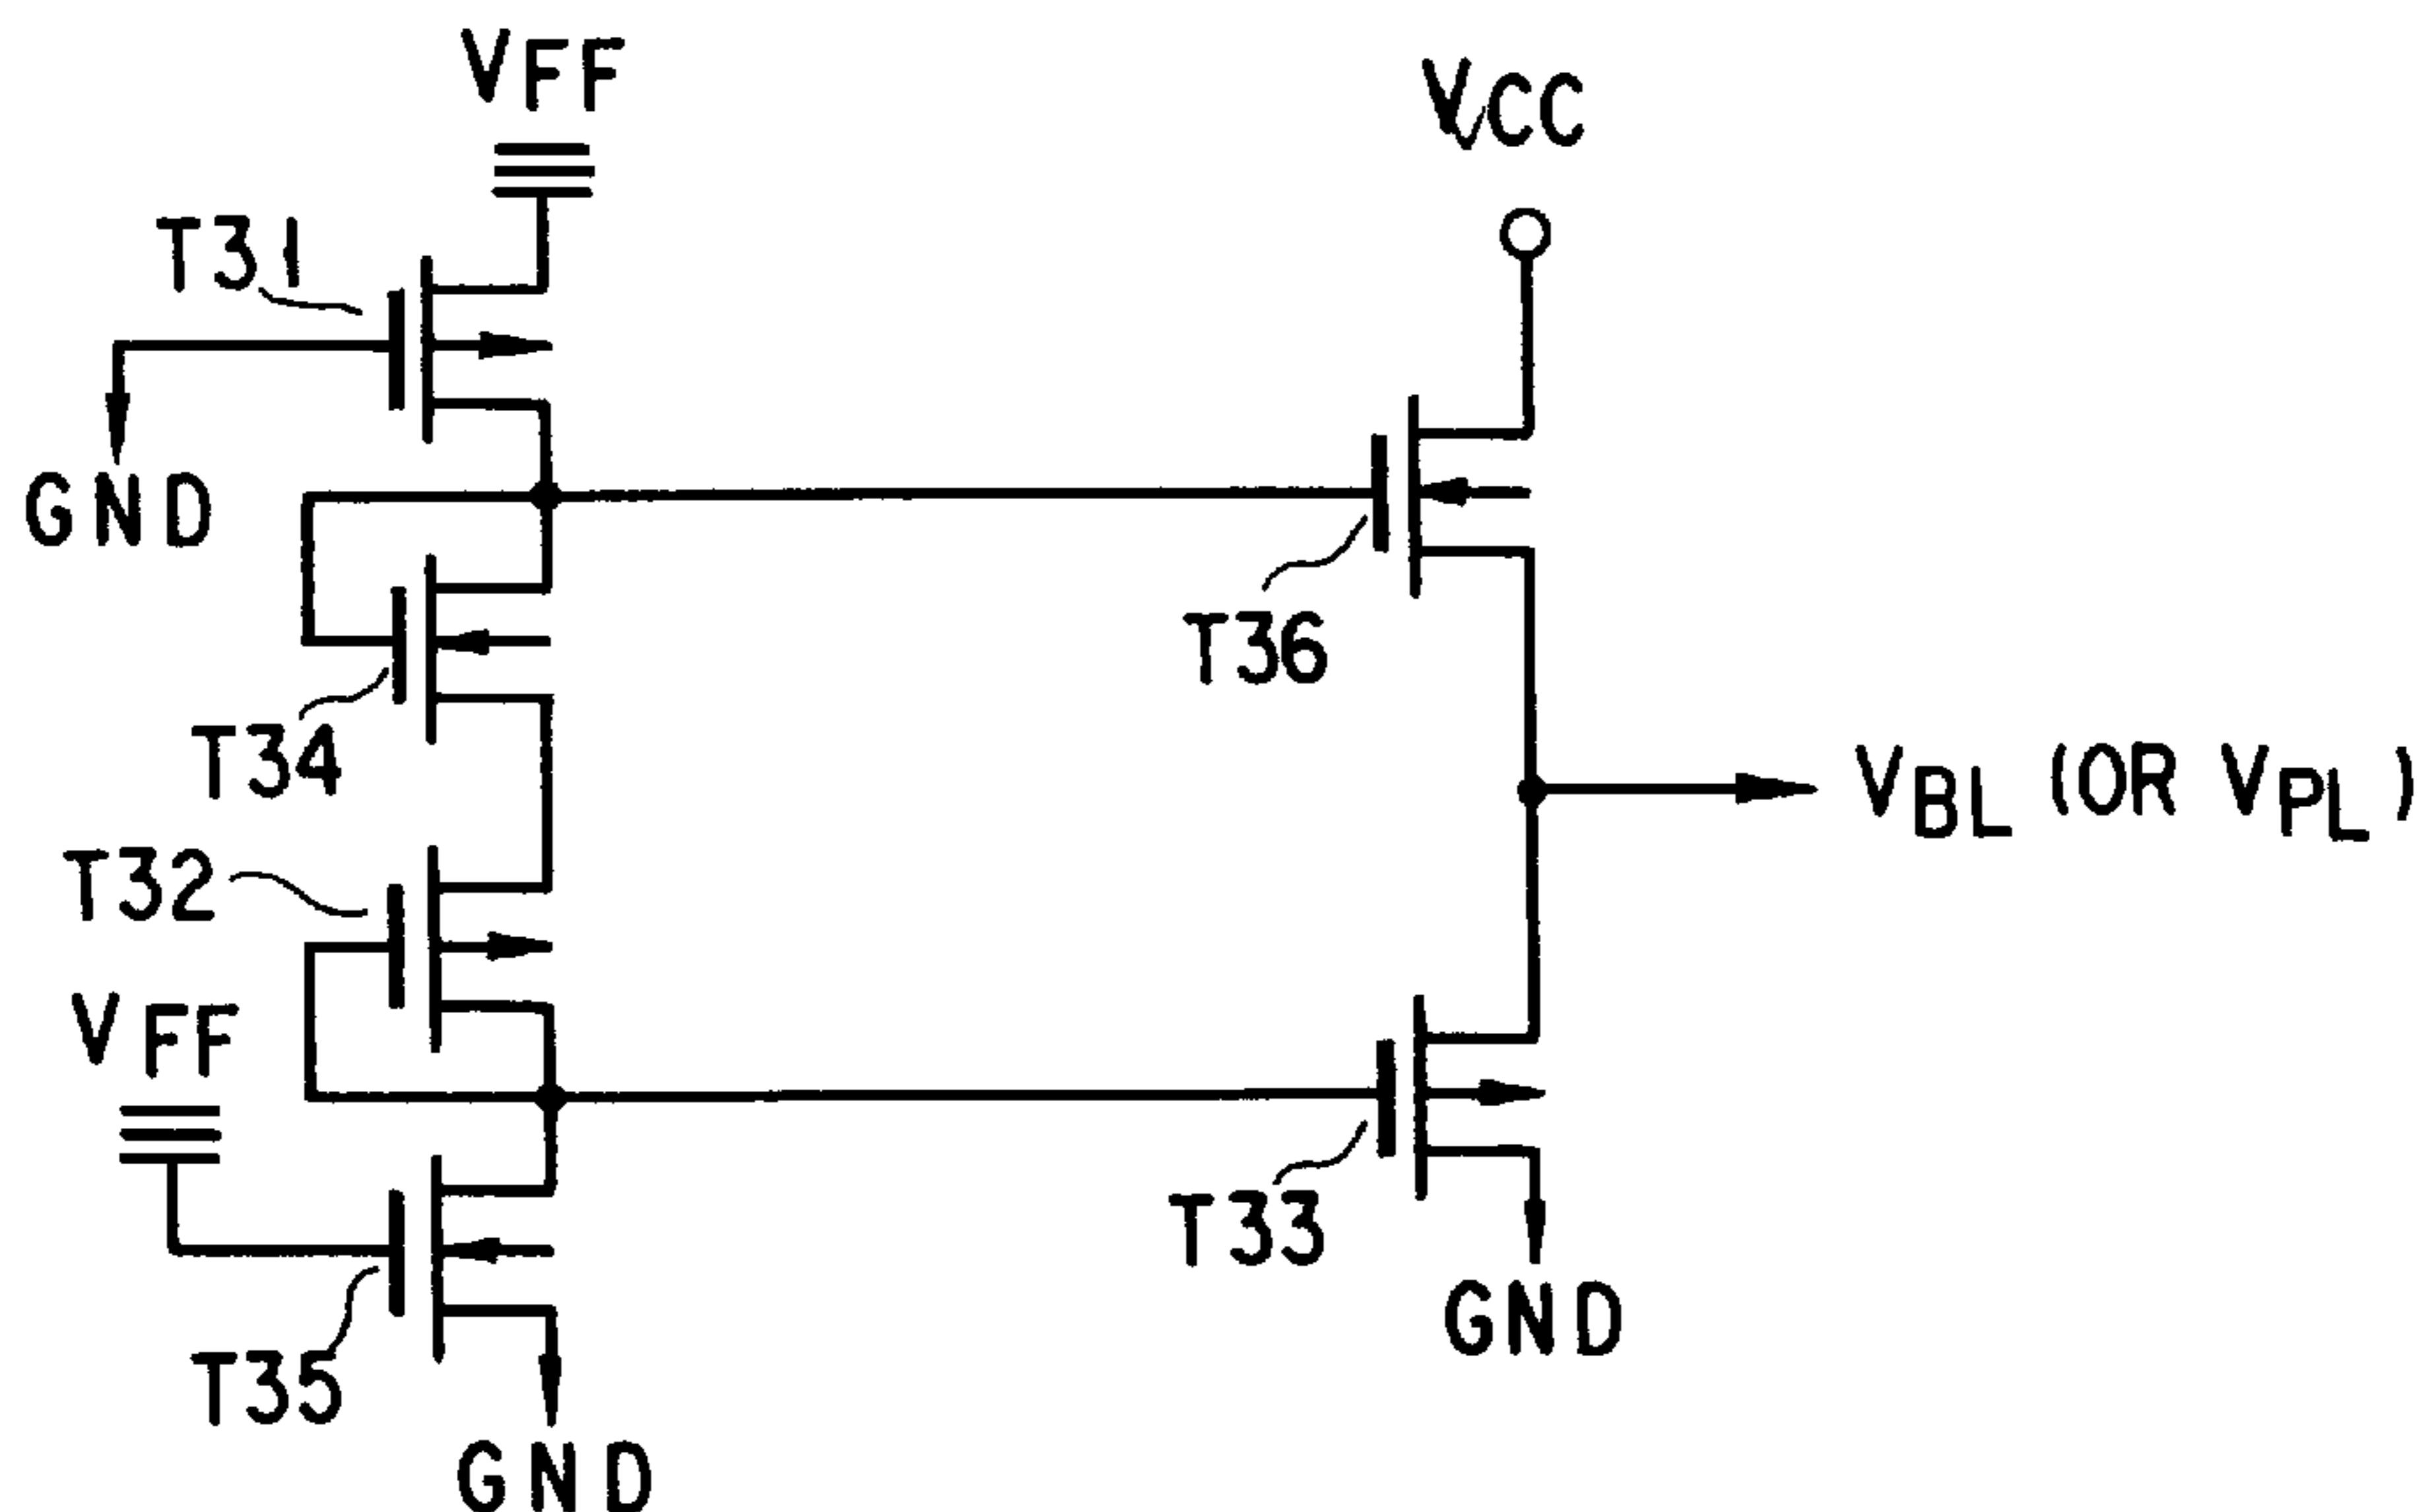 VFF
VCC
T31
GND
T36
T34
VBL (OR VPL)
T32
VFF
T33
GND
T35
GND